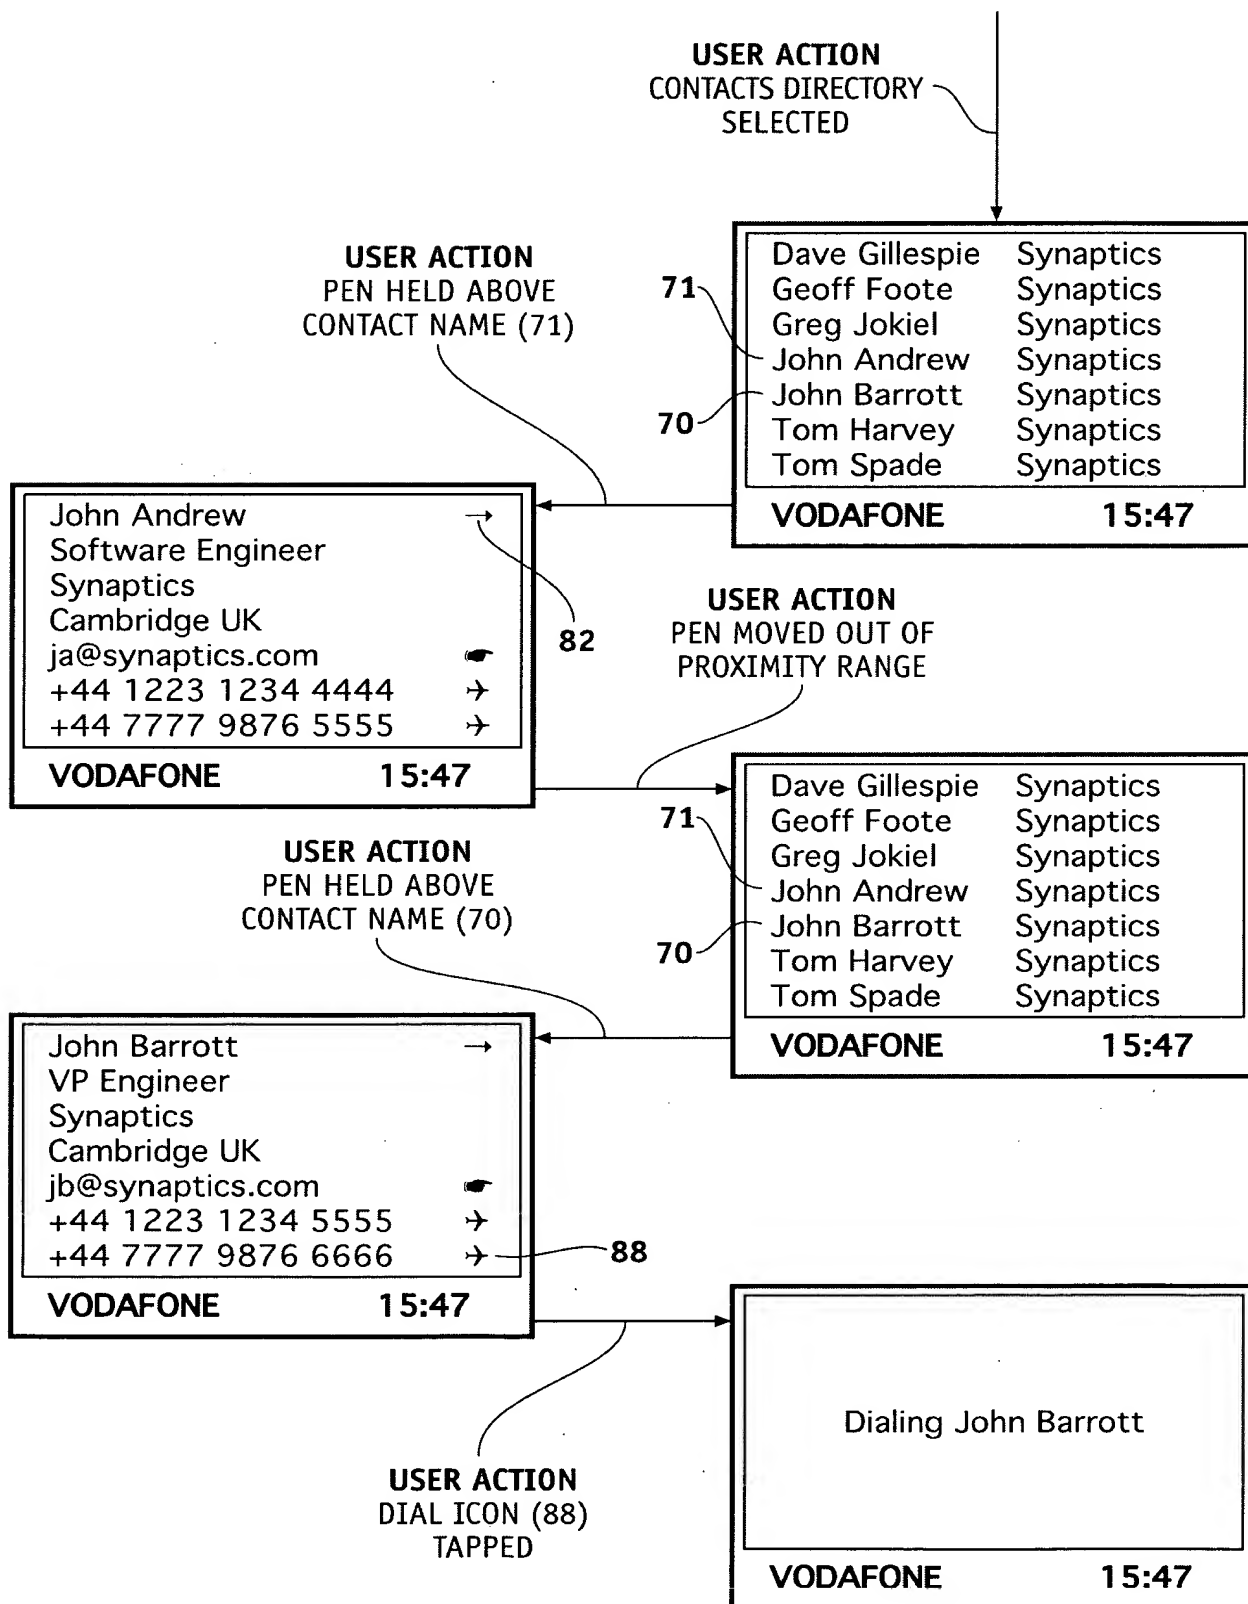 USER ACTION
CONTACTS DIRECTORY
SELECTED
Dave Gillespie Synaptics
Geoff Foote Synaptics
Greg Jokiel Synaptics
John Andrew Synaptics
John Barrott Synaptics
Tom Harvey Synaptics
Tom Spade Synaptics
VODAFONE 15:47
71
70
USER ACTION
PEN HELD ABOVE
CONTACT NAME (71)
John Andrew →
Software Engineer
Synaptics
Cambridge UK
ja@synaptics.com
+44 1223 1234 4444
+44 7777 9876 5555
VODAFONE 15:47
82
USER ACTION
PEN MOVED OUT OF
PROXIMITY RANGE
Dave Gillespie Synaptics
Geoff Foote Synaptics
Greg Jokiel Synaptics
John Andrew Synaptics
John Barrott Synaptics
Tom Harvey Synaptics
Tom Spade Synaptics
VODAFONE 15:47
71
70
USER ACTION
PEN HELD ABOVE
CONTACT NAME (70)
John Barrott →
VP Engineer
Synaptics
Cambridge UK
jb@synaptics.com
+44 1223 1234 5555
+44 7777 9876 6666
VODAFONE 15:47
88
USER ACTION
DIAL ICON (88)
TAPPED
Dialing John Barrott
VODAFONE 15:47